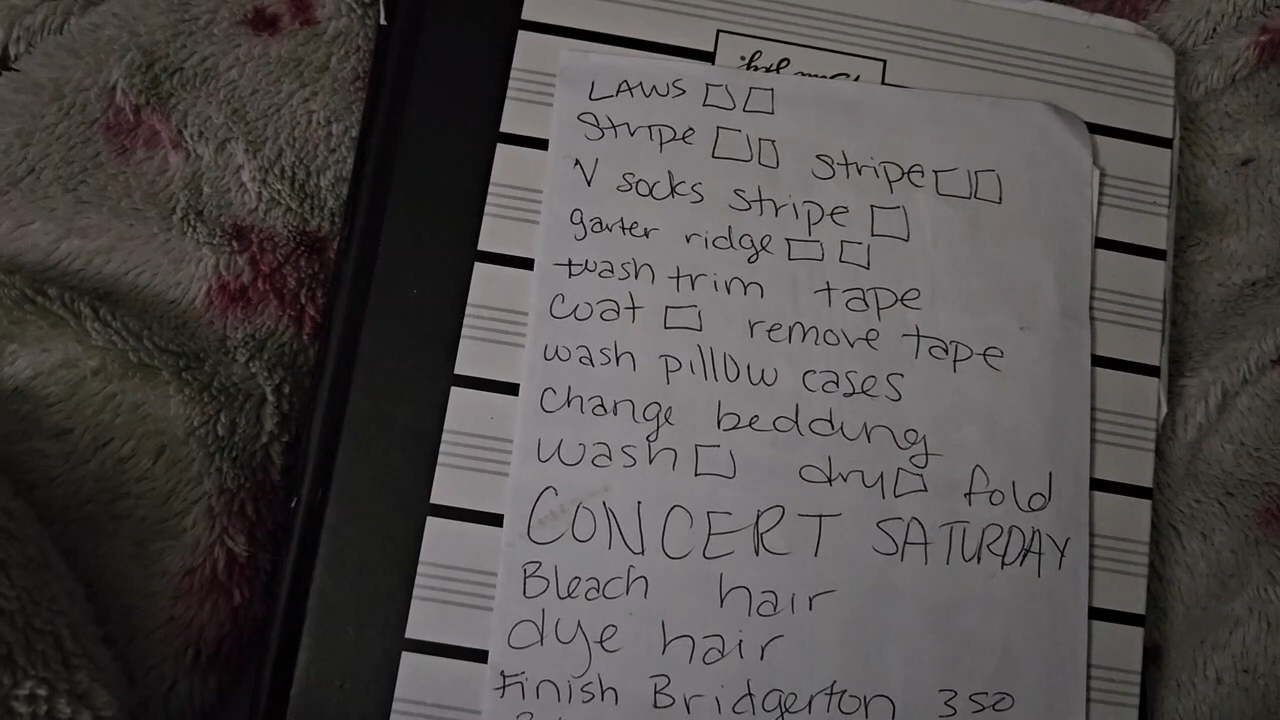 LAWS □ □
Stripe □ □ stripe □ □
V socks stripe □
garter ridge □ □
wash trim tape
coat □ remove tape
wash pillow cases
change bedding
wash □ dry □ fold
CONCERT SATURDAY
Bleach hair
dye hair
Finish Bridgerton 350